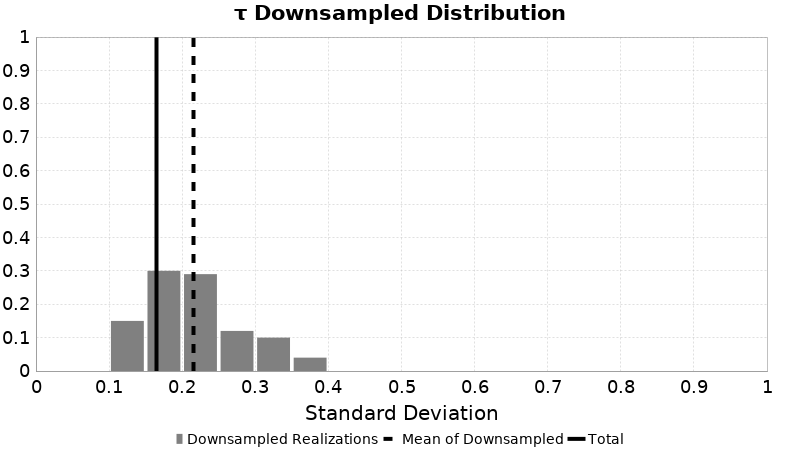 τ Downsampled Distribution
1
0.9
0.8
0.7
0.6
0.5
0.4
0.3
0.2
0.1
0
0 0.1 0.2 0.3 0.4 0.5 0.6 0.7 0.8 0.9 1
Standard Deviation
Downsampled Realizations Mean of Downsampled Total